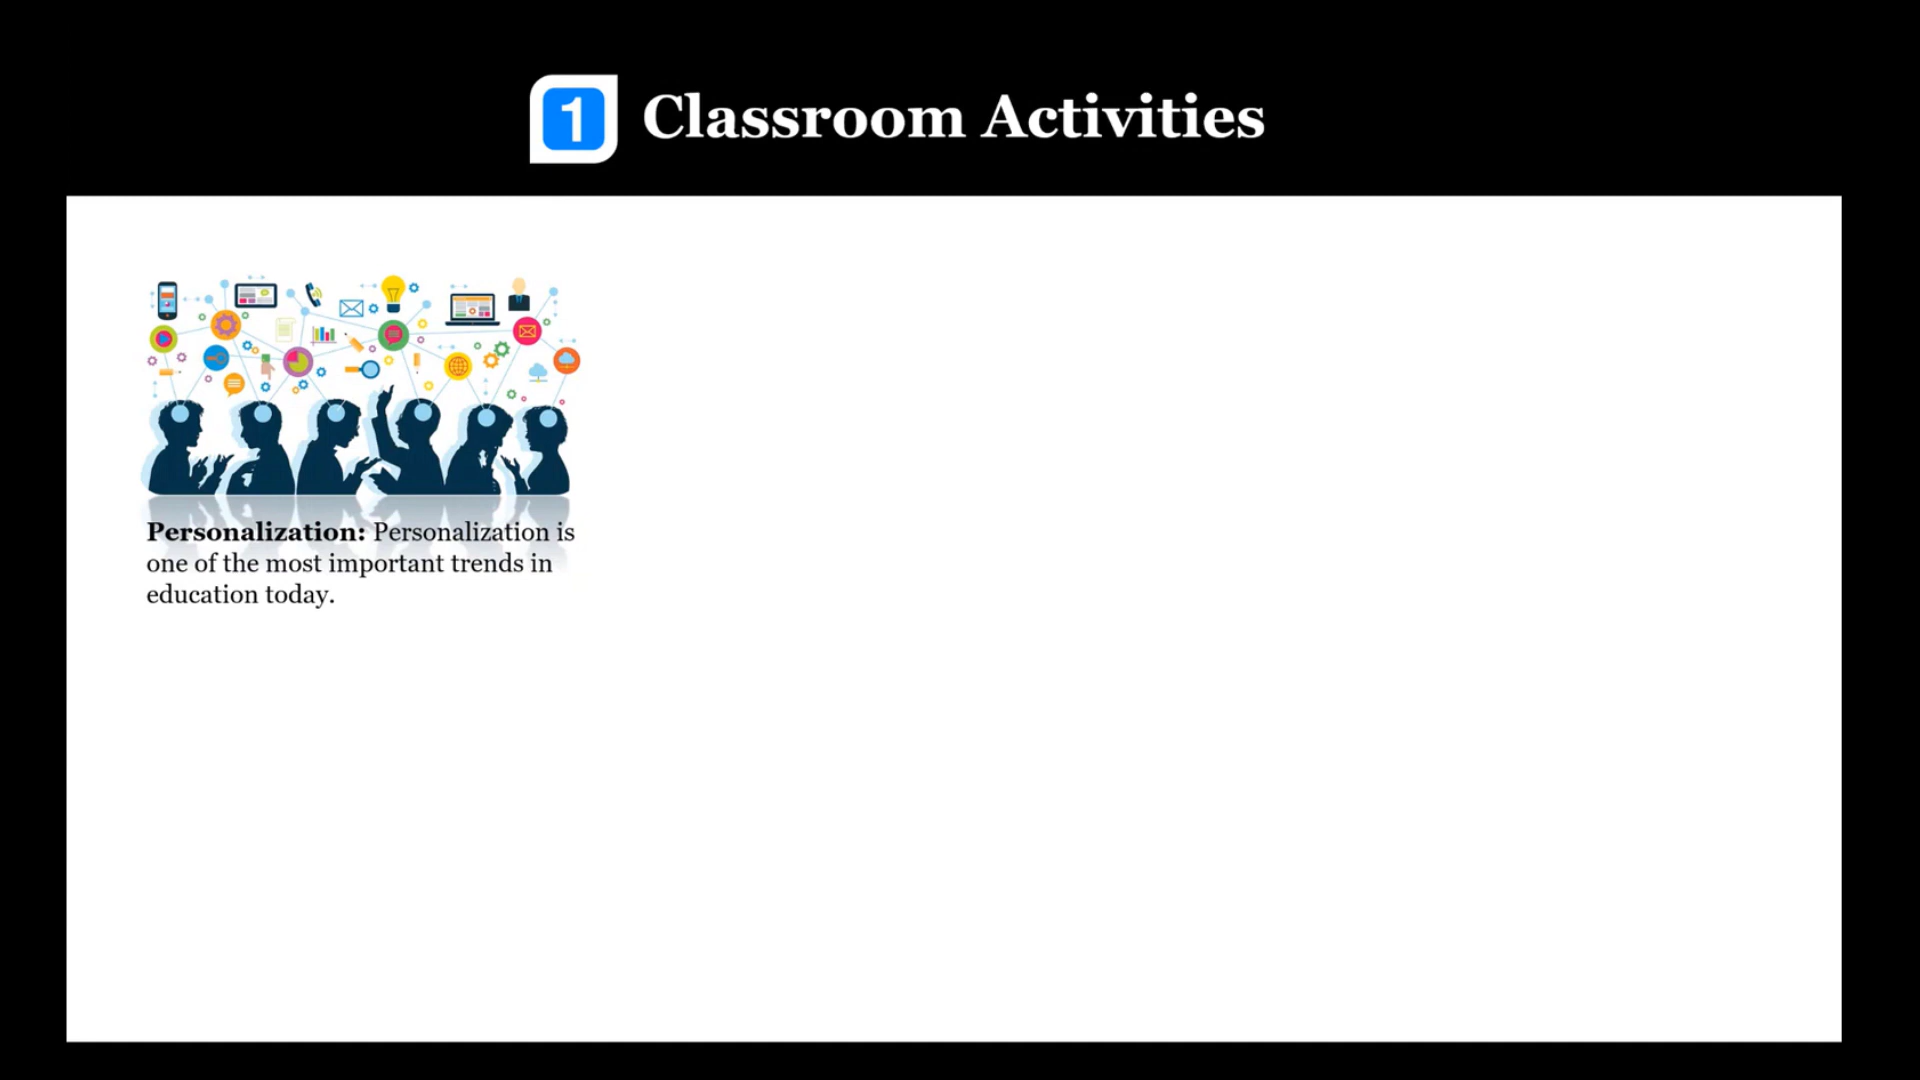 1 Classroom Activities
Personalization: Personalization is
one of the most important trends in
education today.